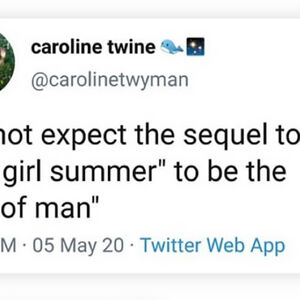 caroline twine 🐳🎇
@carolinetwyman
not expect the sequel to
girl summer" to be the
of man"
M · 05 May 20 · Twitter Web App